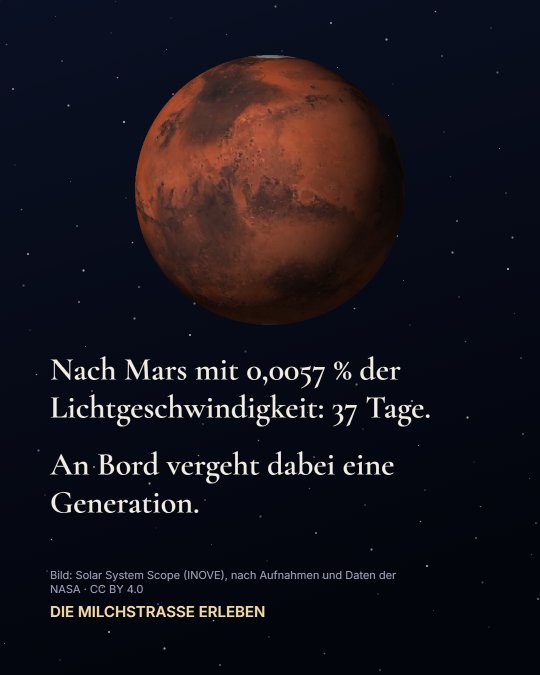 Nach Mars mit 0,0057 % der
Lichtgeschwindigkeit: 37 Tage.
An Bord vergeht dabei eine
Generation.
Bild: Solar System Scope (INOVE), nach Aufnahmen und Daten der
NASA · CC BY 4.0
DIE MILCHSTRASSE ERLEBEN